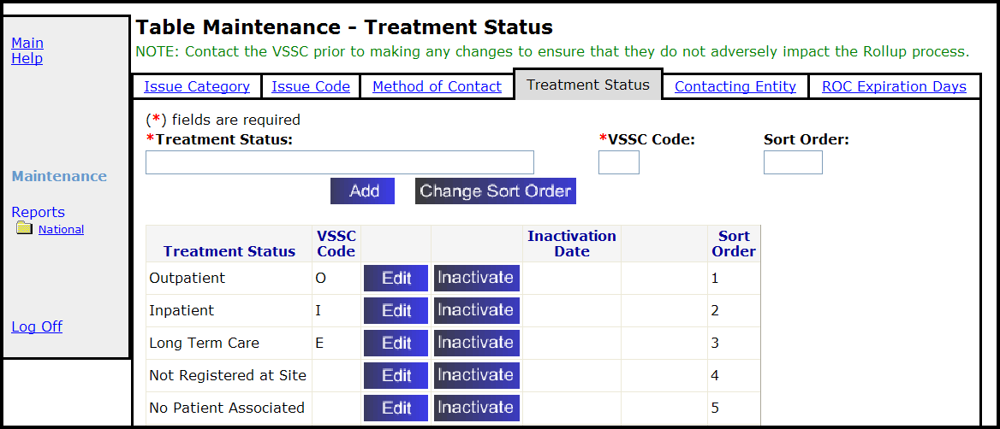 Table Maintenance - Treatment Status
NOTE: Contact the VSSC prior to making any changes to ensure that they do not adversely impact the Rollup process.
Main
Help
Maintenance
Reports
National
Log Off
Issue Category Issue Code Method of Contact Treatment Status Contacting Entity ROC Expiration Days
(*) fields are required
*Treatment Status: *VSSC Code: Sort Order:
Add Change Sort Order
Treatment Status VSSC Code Inactivation Date Sort Order
Outpatient O Edit Inactivate 1
Inpatient I Edit Inactivate 2
Long Term Care E Edit Inactivate 3
Not Registered at Site Edit Inactivate 4
No Patient Associated Edit Inactivate 5